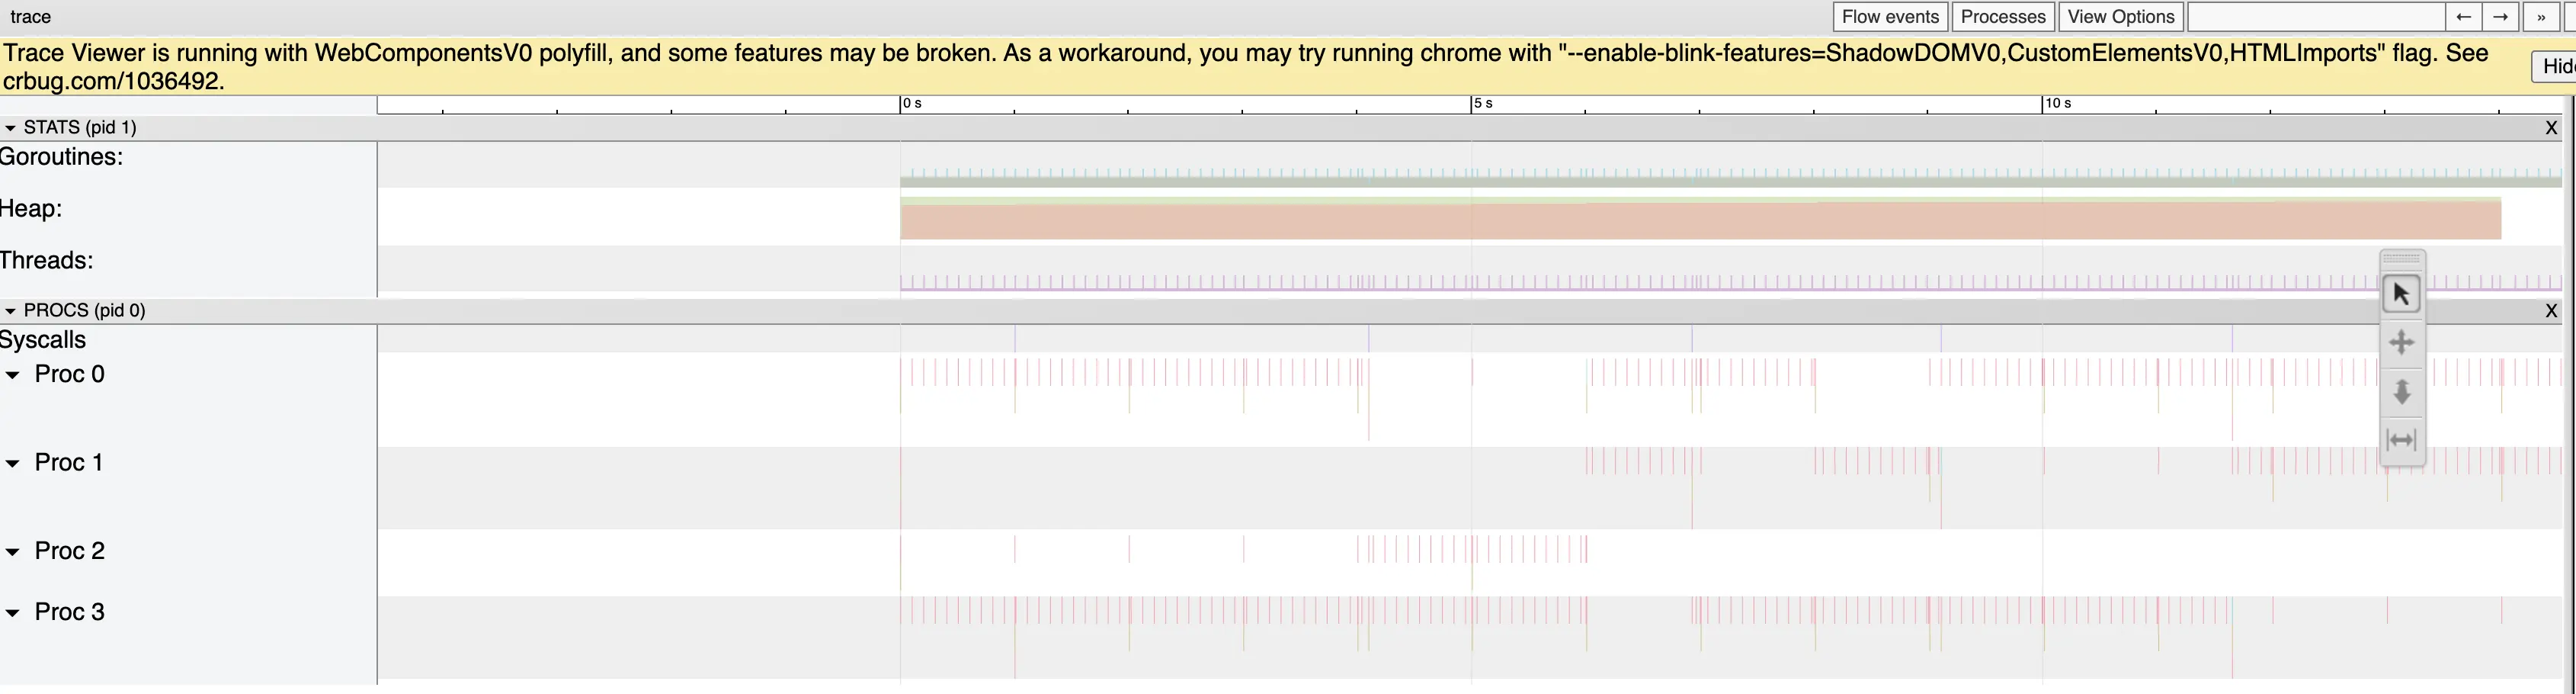 trace
Flow events Processes View Options ← → »
Trace Viewer is running with WebComponentsV0 polyfill, and some features may be broken. As a workaround, you may try running chrome with "--enable-blink-features=ShadowDOMV0,CustomElementsV0,HTMLImports" flag. See
crbug.com/1036492.
Hid
0 s 5 s 10 s
STATS (pid 1) X
Goroutines:
Heap:
Threads:
PROCS (pid 0) X
Syscalls
Proc 0
Proc 1
Proc 2
Proc 3